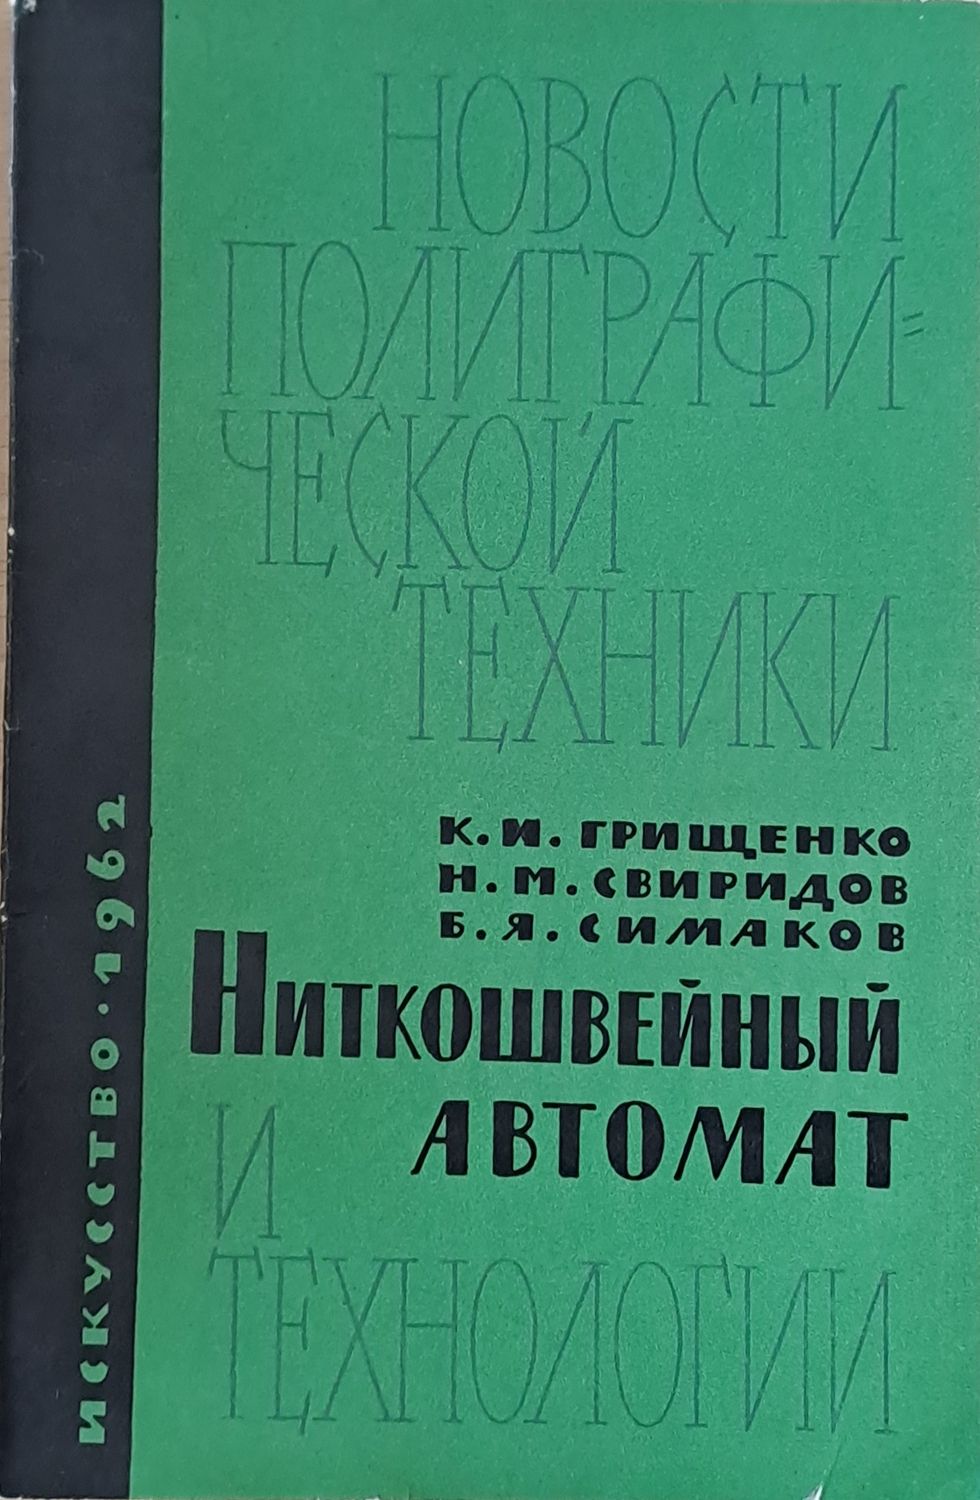 НОВОСТИ
ПОЛИГРАФИ=
ЧЕСКОЙ
ТЕХНИКИ
К. И. ГРИЩЕНКО
Н. М. СВИРИДОВ
Б. Я. СИМАКОВ
НИТКОШВЕЙНЫЙ
АВТОМАТ
И
ТЕХНОЛОГИИ
ИСКУССТВО · 1962